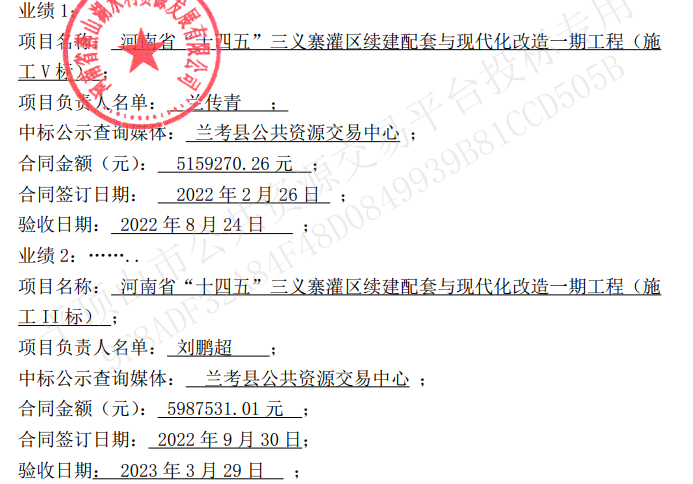 业绩 1：
项目名称： 河南省“十四五”三义寨灌区续建配套与现代化改造一期工程（施
工 V 标）；
项目负责人名单： 兰传青 ；
中标公示查询媒体： 兰考县公共资源交易中心 ；
合同金额（元）： 5159270.26 元 ；
合同签订日期： 2022 年 2 月 26 日 ；
验收日期： 2022 年 8 月 24 日 ；
业绩 2：……..
项目名称： 河南省“十四五”三义寨灌区续建配套与现代化改造一期工程（施
工 II 标） ；
项目负责人名单： 刘鹏超 ；
中标公示查询媒体： 兰考县公共资源交易中心 ；
合同金额（元）： 5987531.01 元 ；
合同签订日期： 2022 年 9 月 30 日；
验收日期： 2023 年 3 月 29 日 ；